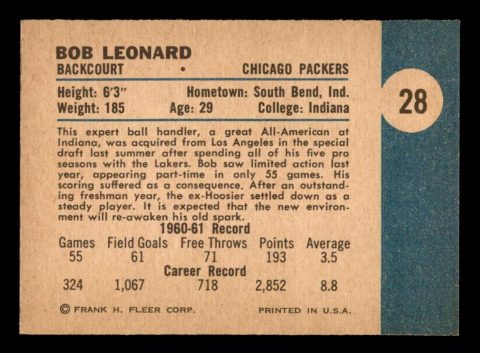 BOB LEONARD
BACKCOURT • CHICAGO PACKERS
Height: 6'3" Hometown: South Bend, Ind.
Weight: 185 Age: 29 College: Indiana
28
This expert ball handler, a great All-American at
Indiana, was acquired from Los Angeles in the special
draft last summer after spending all of his five pro
seasons with the Lakers. Bob saw limited action last
year, appearing part-time in only 55 games. His
scoring suffered as a consequence. After an outstand-
ing freshman year, the ex-Hoosier settled down as a
steady player. It is expected that the new environ-
ment will re-awaken his old spark.
1960-61 Record
Games Field Goals Free Throws Points Average
55 61 71 193 3.5
Career Record
324 1,067 718 2,852 8.8
© FRANK H. FLEER CORP. PRINTED IN U.S.A.